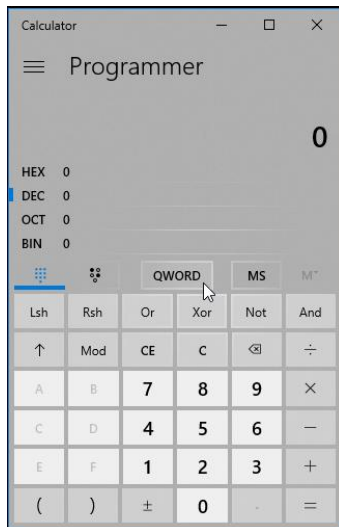 Calculator
Programmer
0
HEX 0
DEC 0
OCT 0
BIN 0
QWORD MS M˅
Lsh Rsh Or Xor Not And
↑ Mod CE C ⌫ ÷
A B 7 8 9 ×
C D 4 5 6 −
E F 1 2 3 +
( ) ± 0 . =